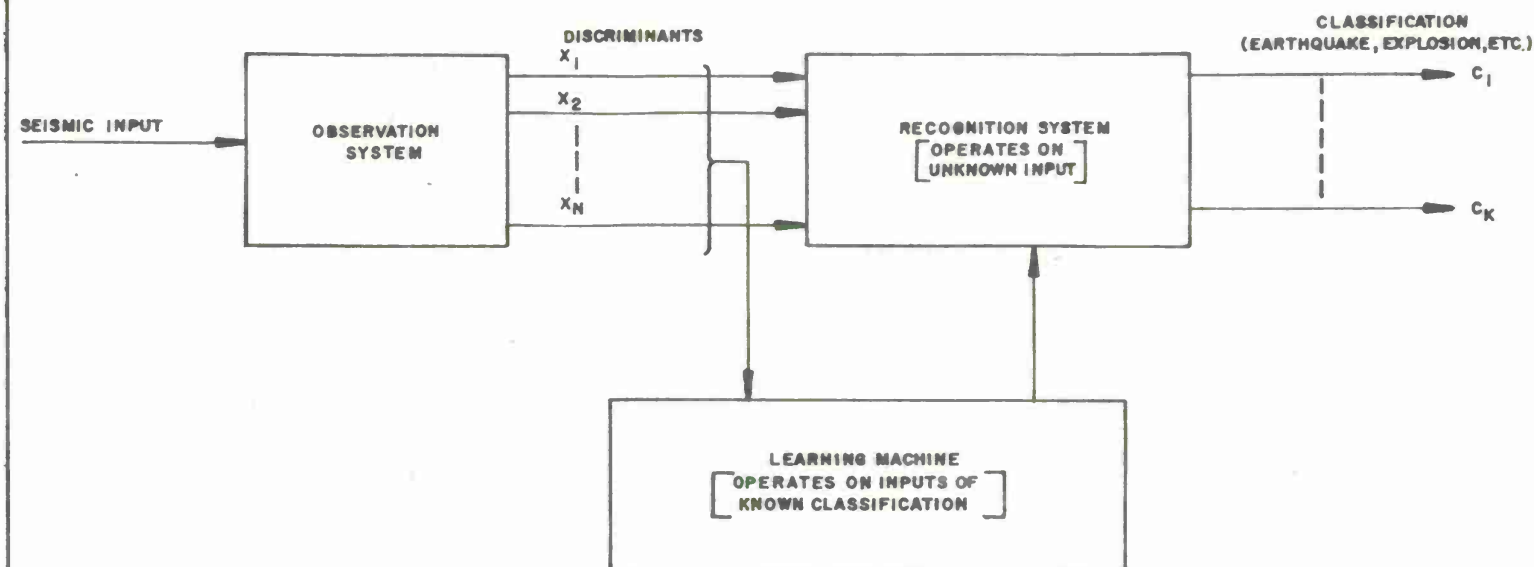 DISCRIMINANTS
X1
X2
XN
SEISMIC INPUT
OBSERVATION
SYSTEM
RECOGNITION SYSTEM
[OPERATES ON
UNKNOWN INPUT]
CLASSIFICATION
(EARTHQUAKE, EXPLOSION, ETC.)
C1
CK
LEARNING MACHINE
[OPERATES ON INPUTS OF
KNOWN CLASSIFICATION]